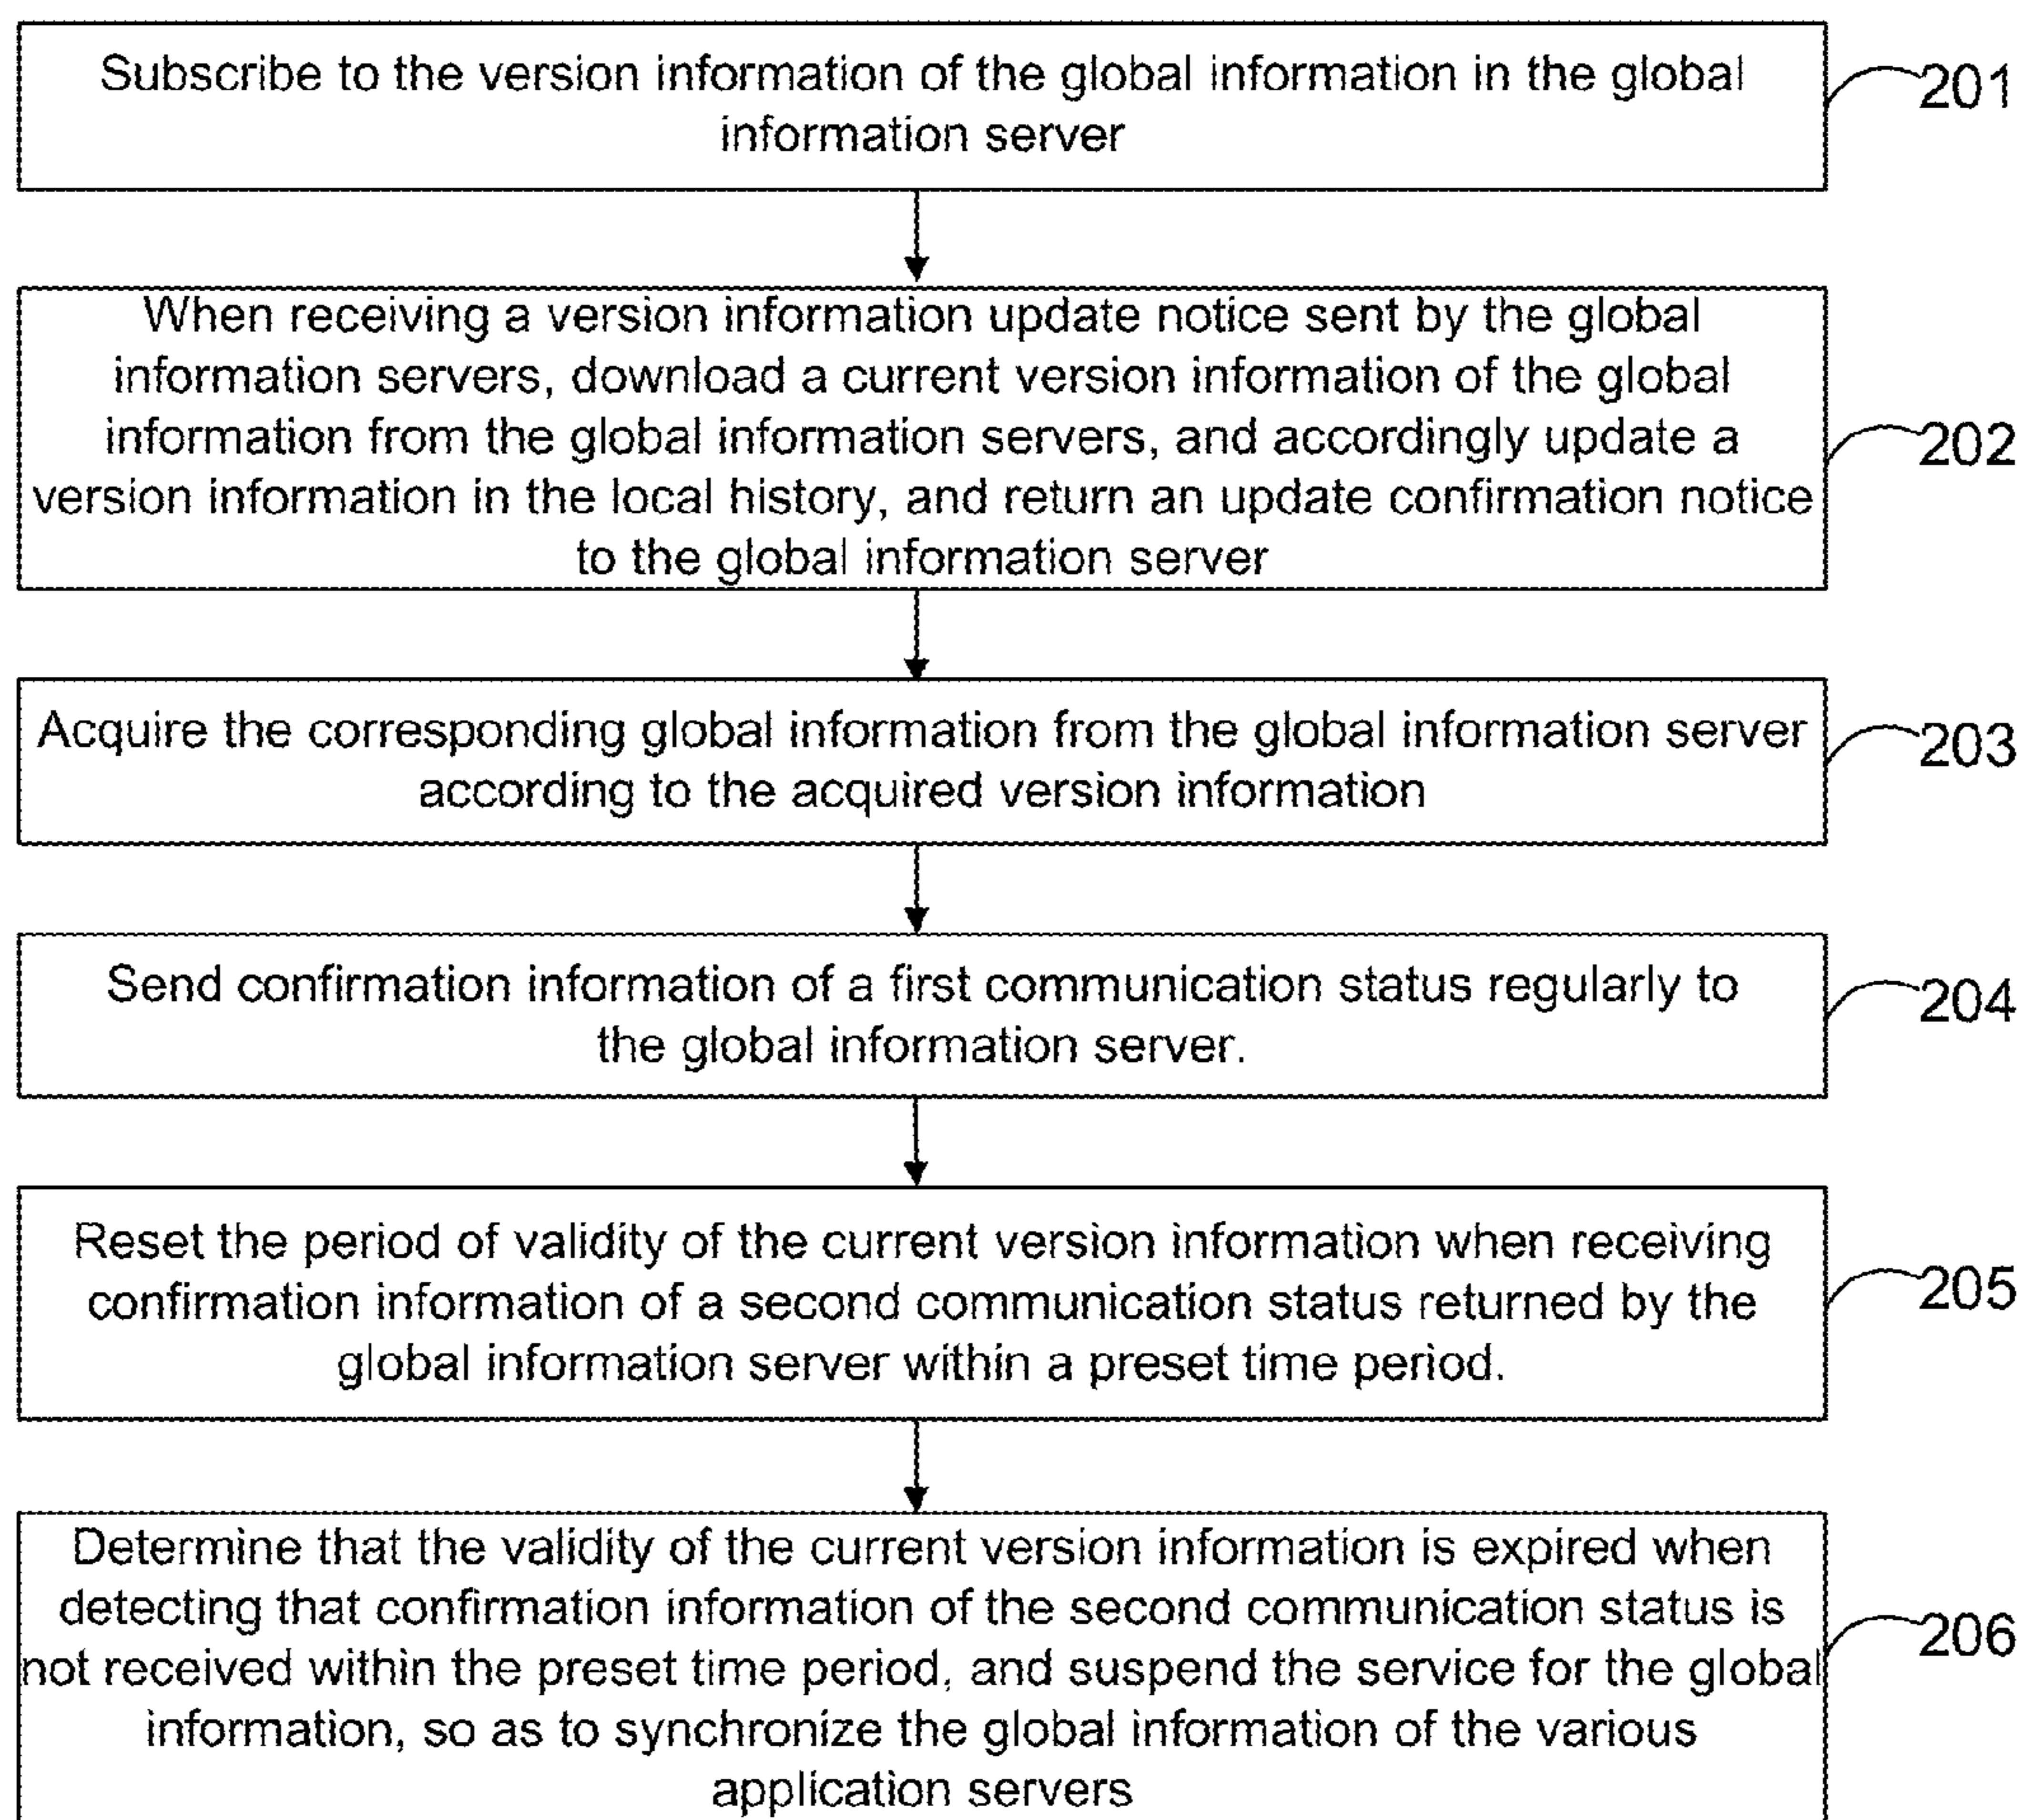 Subscribe to the version information of the global information in the global
information server
201
When receiving a version information update notice sent by the global
information servers, download a current version information of the global
information from the global information servers, and accordingly update a
version information in the local history, and return an update confirmation notice
to the global information server
202
Acquire the corresponding global information from the global information server
according to the acquired version information
203
Send confirmation information of a first communication status regularly to
the global information server.
204
Reset the period of validity of the current version information when receiving
confirmation information of a second communication status returned by the
global information server within a preset time period.
205
Determine that the validity of the current version information is expired when
detecting that confirmation information of the second communication status is
not received within the preset time period, and suspend the service for the global
information, so as to synchronize the global information of the various
application servers
206